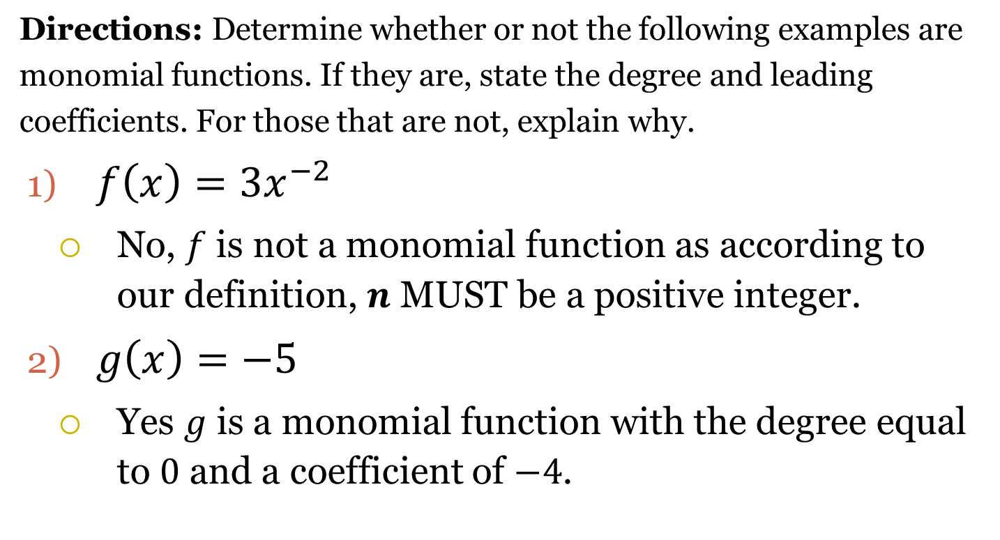 Directions: Determine whether or not the following examples are
monomial functions. If they are, state the degree and leading
coefficients. For those that are not, explain why.
1) f(x) = 3x⁻²
○ No, f is not a monomial function as according to
our definition, n MUST be a positive integer.
2) g(x) = −5
○ Yes g is a monomial function with the degree equal
to 0 and a coefficient of −4.